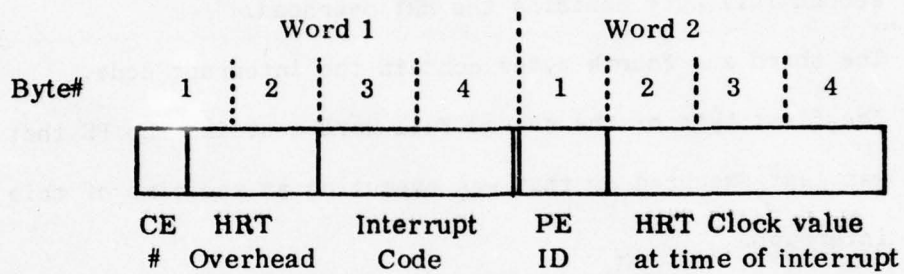 Word 1 Word 2
Byte# 1 2 3 4 1 2 3 4
CE HRT Interrupt PE HRT Clock value
# Overhead Code ID at time of interrupt